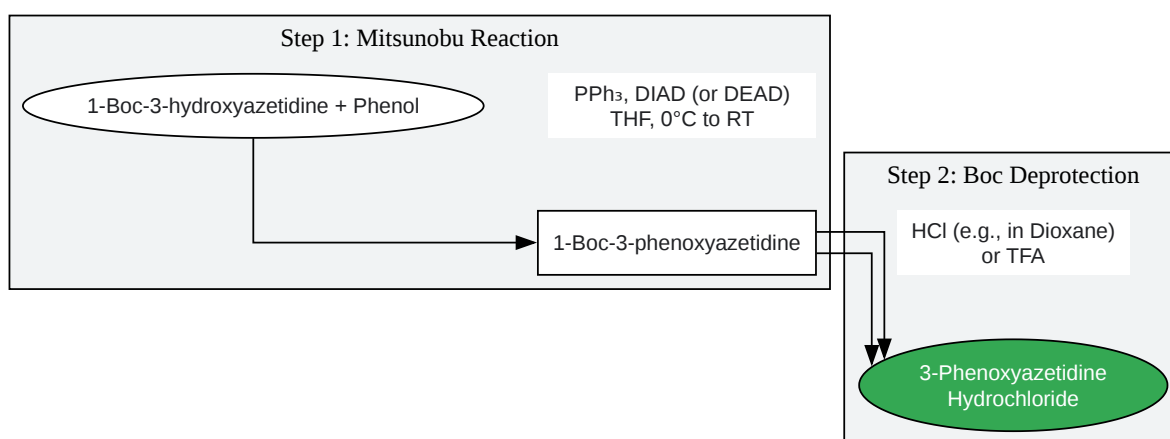 Step 1: Mitsunobu Reaction
1-Boc-3-hydroxyazetidine + Phenol
PPh₃, DIAD (or DEAD)
THF, 0°C to RT
1-Boc-3-phenoxyazetidine
Step 2: Boc Deprotection
HCl (e.g., in Dioxane)
or TFA
3-Phenoxyazetidine
Hydrochloride